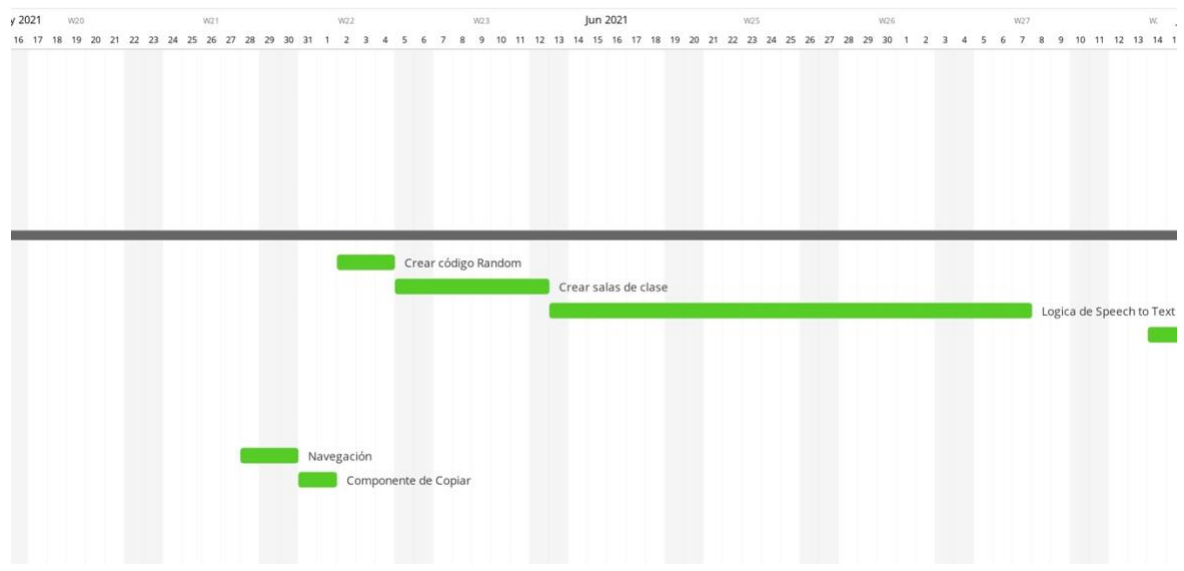 y 2021 W20 W21 W22 W23 Jun 2021 W25 W26 W27 W.
16 17 18 19 20 21 22 23 24 25 26 27 28 29 30 31 1 2 3 4 5 6 7 8 9 10 11 12 13 14 15 16 17 18 19 20 21 22 23 24 25 26 27 28 29 30 1 2 3 4 5 6 7 8 9 10 11 12 13 14 1
Crear código Random
Crear salas de clase
Logica de Speech to Text
Navegación
Componente de Copiar